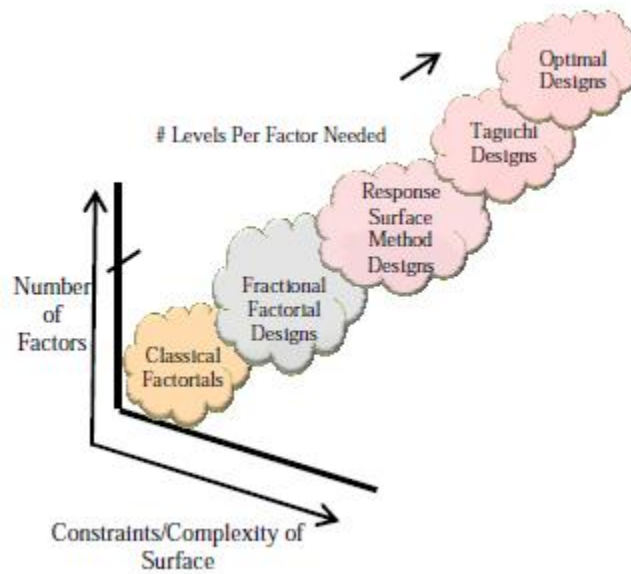 Optimal
Designs
# Levels Per Factor Needed
Taguchi
Designs
Response
Surface
Method
Designs
Number
of
Factors
Fractional
Factorial
Designs
Classical
Factorials
Constraints/Complexity of
Surface